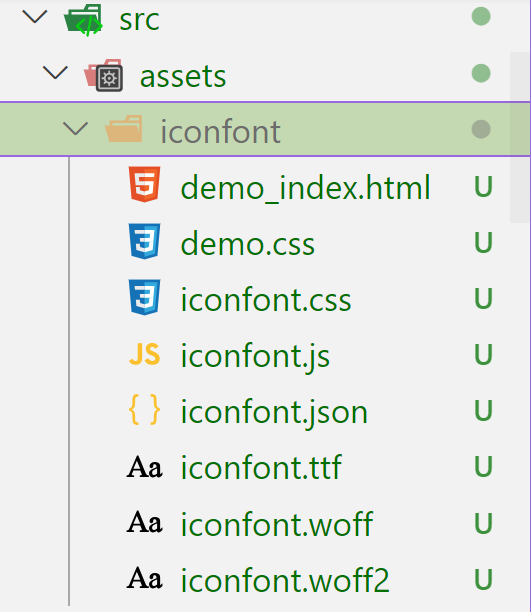 src
assets
iconfont
demo_index.html U
demo.css U
iconfont.css U
JS iconfont.js U
{ } iconfont.json U
Aa iconfont.ttf U
Aa iconfont.woff U
Aa iconfont.woff2 U